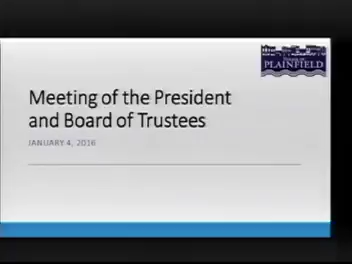 PLAINFIELD
Meeting of the President
and Board of Trustees
JANUARY 4, 2016